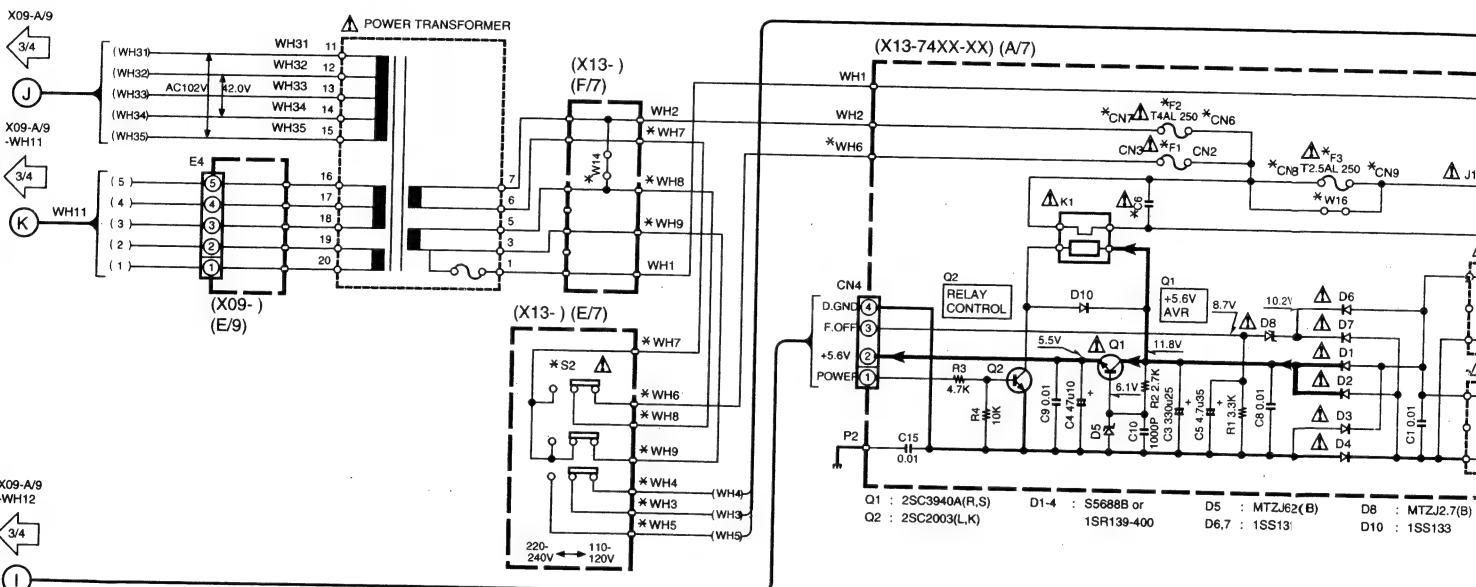 X09-A/9
3/4
J
(WH31)
(WH32)
(WH33)
(WH34)
(WH35)
AC102V
42.0V
WH31
WH32
WH33
WH34
WH35
11
12
13
14
15
POWER TRANSFORMER
X09-A/9
-WH11
3/4
K
WH11
(5)
(4)
(3)
(2)
(1)
E4
5
4
3
2
1
16
17
18
19
20
(X09- )
(E/9)
7
6
5
3
1
(X13- )
(F/7)
*W14
WH2
*WH7
*WH8
*WH9
WH1
(X13- ) (E/7)
*S2
*WH7
*WH6
*WH8
*WH9
*WH4
*WH3
*WH5
(WH4)
(WH3)
(WH5)
220-
240V
110-
120V
X09-A/9
-WH12
3/4
I
(X13-74XX-XX) (A/7)
WH1
WH2
*WH6
*CN7
*F2
T4AL 250
*CN6
CN3
*F1
CN2
*CN8
*F3
T2.5AL 250
*CN9
*W16
J1
K1
*C6
CN4
D.GND
F.OFF
+5.6V
POWER
4
3
2
1
Q2
RELAY
CONTROL
D10
Q1
+5.6V
AVR
8.7V
10.2V
D6
D7
D8
D1
D2
D3
D4
5.5V
Q1
11.8V
6.1V
R3
4.7K
Q2
R4
10K
C9 0.01
C4 47u10
D5
C10
1000P
R2 2.7K
C3 330u25
C5 4.7u35
R1 3.3K
C8 0.01
C1 0.01
P2
C15
0.01
Q1 : 2SC3940A(R,S)
Q2 : 2SC2003(L,K)
D1-4 : S5688B or
1SR139-400
D5 : MTZJ62(B)
D6,7 : 1SS131
D8 : MTZJ2.7(B)
D10 : 1SS133